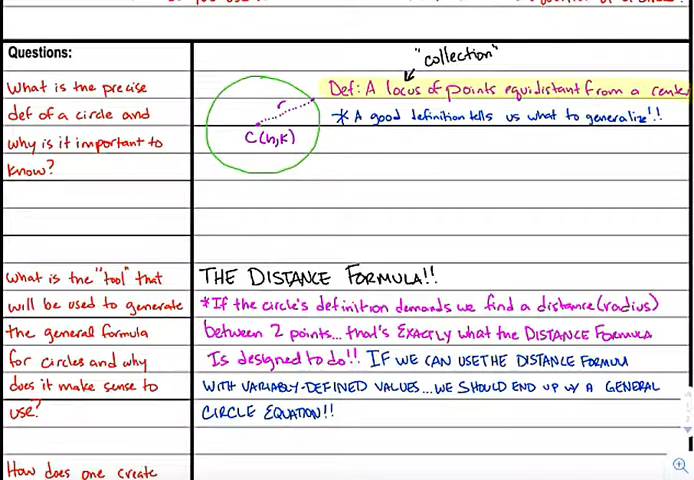 Questions:
"collection"
Def: A locus of points equidistant from a center
* A good definition tells us what to generalize!!
r
C(h,k)
What is the precise
def of a circle and
why is it important to
know?
What is the "tool" that
will be used to generate
the general formula
for circles and why
does it make sense to
use?
THE DISTANCE FORMULA!!
*If the circle's definition demands we find a distance (radius)
between 2 points... that's EXACTLY what the DISTANCE FORMULA
Is designed to do!! IF WE CAN USE THE DISTANCE FORMULA
WITH VARIABLY-DEFINED VALUES... WE SHOULD END UP W/ A GENERAL
CIRCLE EQUATION!!
How does one create